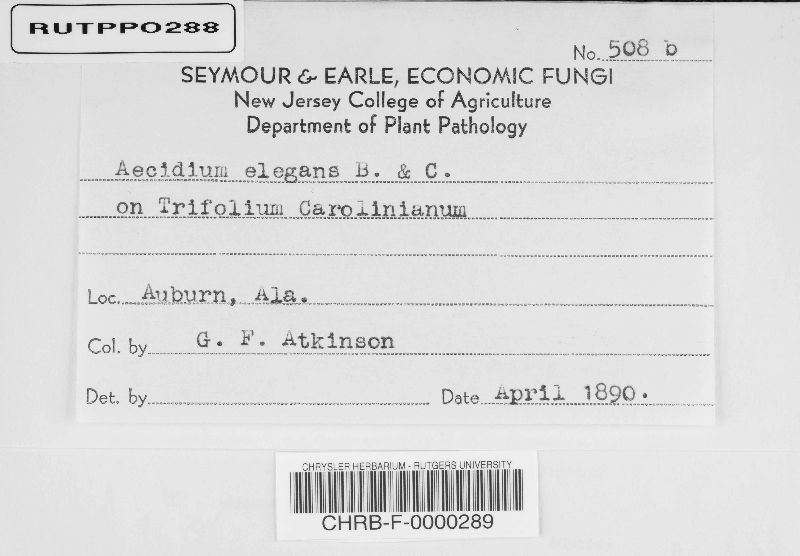 RUTPP0288
No. 508 b
SEYMOUR & EARLE, ECONOMIC FUNGI
New Jersey College of Agriculture
Department of Plant Pathology
Aecidium elegans B. & C.
on Trifolium Carolinianum
Loc. Auburn, Ala.
Col. by G. F. Atkinson
Det. by
Date April 1890.
CHRYSLER HERBARIUM - RUTGERS UNIVERSITY
CHRB-F-0000289